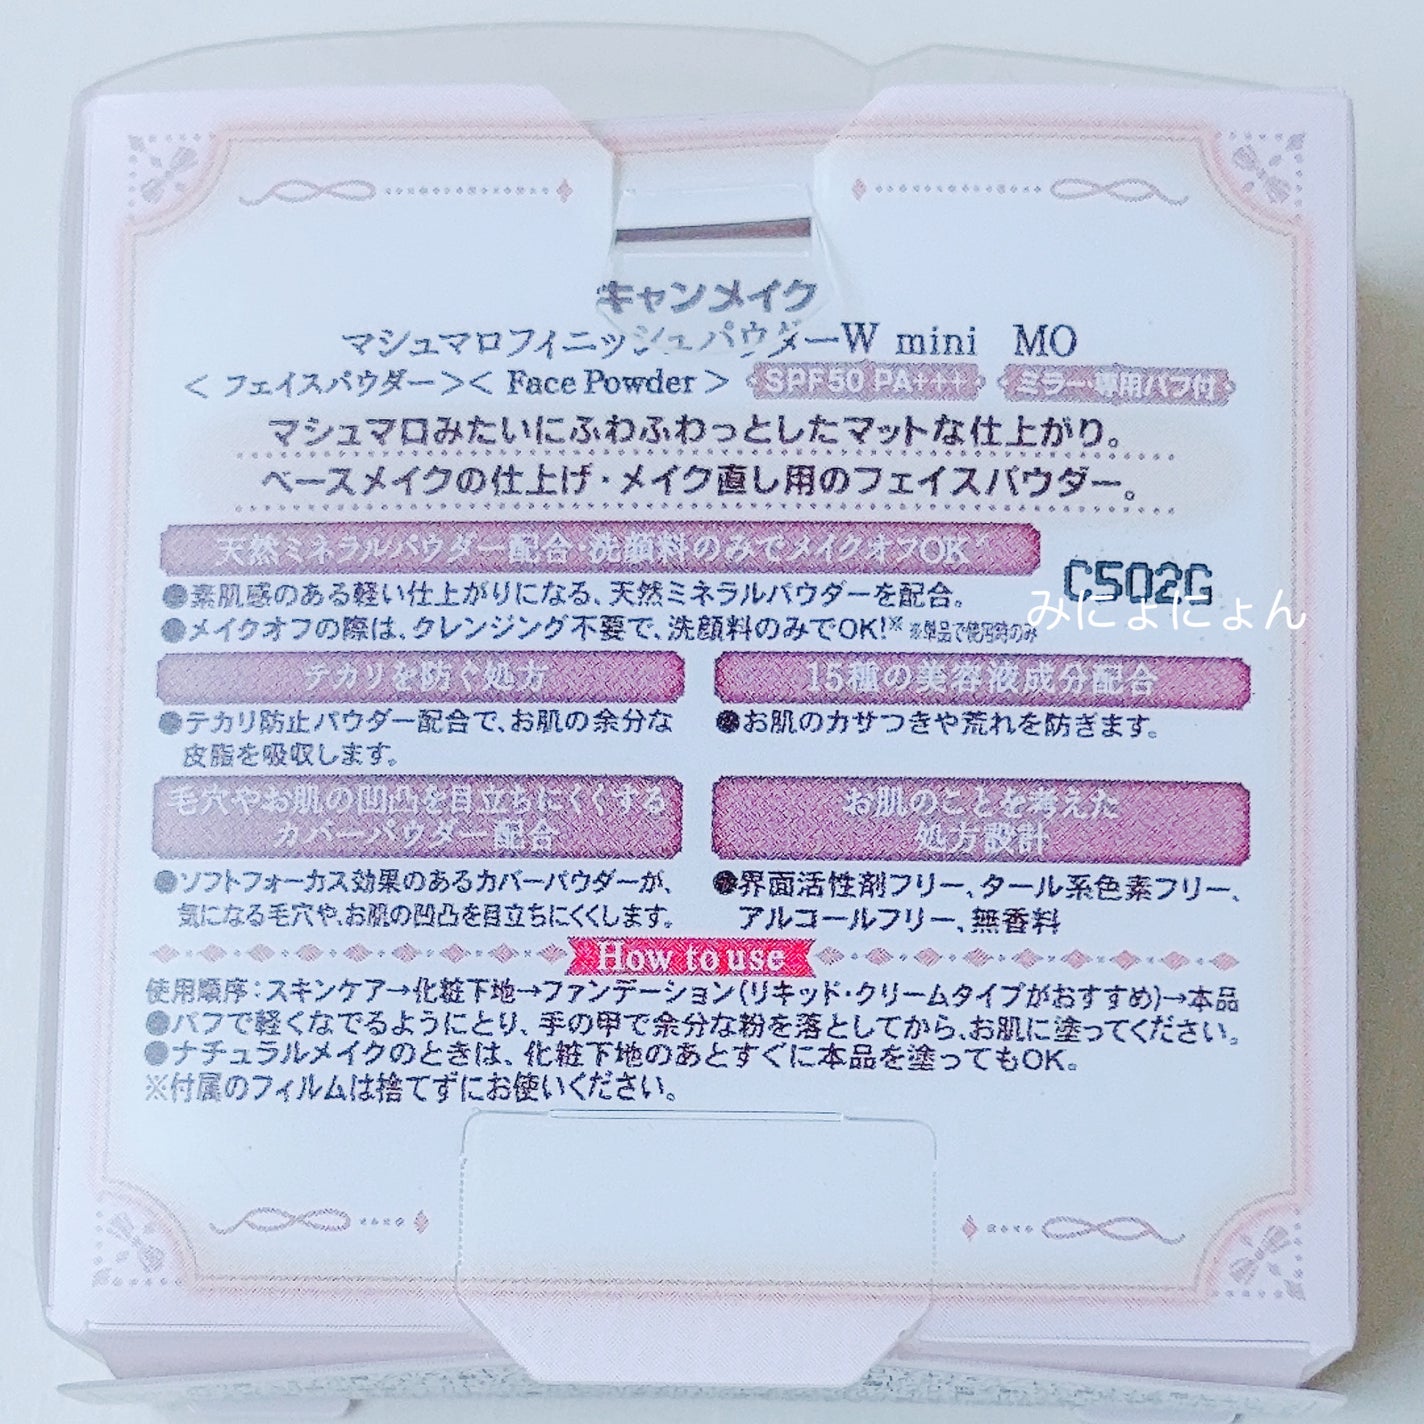 キャンメイク
マシュマロフィニッシュパウダーW mini MO
＜フェイスパウダー＞＜Face Powder＞ SPF50 PA+++ ミラー・専用パフ付
マシュマロみたいにふわふわっとしたマットな仕上がり。
ベースメイクの仕上げ・メイク直し用のフェイスパウダー。
天然ミネラルパウダー配合・洗顔料のみでメイクオフOK※
●素肌感のある軽い仕上がりになる、天然ミネラルパウダーを配合。
C502G
みにょにょん
●メイクオフの際は、クレンジング不要で、洗顔料のみでOK!※ ※単品で使用時のみ
テカリを防ぐ処方
●テカリ防止パウダー配合で、お肌の余分な
皮脂を吸収します。
15種の美容液成分配合
●お肌のカサつきや荒れを防ぎます。
毛穴やお肌の凹凸を目立ちにくくする
カバーパウダー配合
●ソフトフォーカス効果のあるカバーパウダーが、
気になる毛穴や、お肌の凹凸を目立ちにくくします。
お肌のことを考えた
処方設計
●界面活性剤フリー、タール系色素フリー、
アルコールフリー、無香料
How to use
使用順序：スキンケア→化粧下地→ファンデーション(リキッド・クリームタイプがおすすめ)→本品
●パフで軽くなでるようにとり、手の甲で余分な粉を落としてから、お肌に塗ってください。
●ナチュラルメイクのときは、化粧下地のあとすぐに本品を塗ってもOK。
※付属のフィルムは捨てずにお使いください。